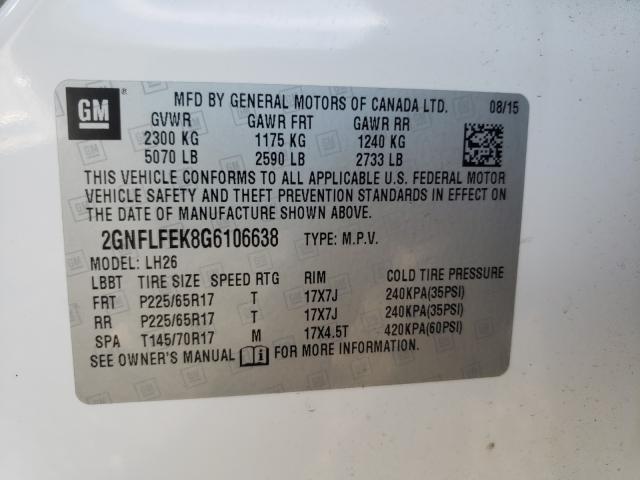 GM
MFD BY GENERAL MOTORS OF CANADA LTD. 08/15
GVWR GAWR FRT GAWR RR
2300 KG 1175 KG 1240 KG
5070 LB 2590 LB 2733 LB
THIS VEHICLE CONFORMS TO ALL APPLICABLE U.S. FEDERAL MOTOR
VEHICLE SAFETY AND THEFT PREVENTION STANDARDS IN EFFECT ON
THE DATE OF MANUFACTURE SHOWN ABOVE.
2GNFLFEK8G6106638 TYPE: M.P.V.
MODEL: LH26
LBBT TIRE SIZE SPEED RTG RIM COLD TIRE PRESSURE
FRT P225/65R17 T 17X7J 240KPA(35PSI)
RR P225/65R17 T 17X7J 240KPA(35PSI)
SPA T145/70R17 M 17X4.5T 420KPA(60PSI)
SEE OWNER'S MANUAL FOR MORE INFORMATION.